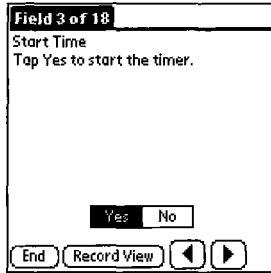 Field 3 of 18
Start Time
Tap Yes to start the timer.
Yes No
End Record View